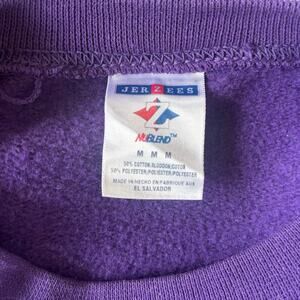 JERZEES
NUBLEND™
M M M
50% COTTON/ALGODON/COTON
50% POLYESTER/POLIESTER/POLYESTER
MADE IN/HECHO EN/FABRIQUE AUX
EL SALVADOR